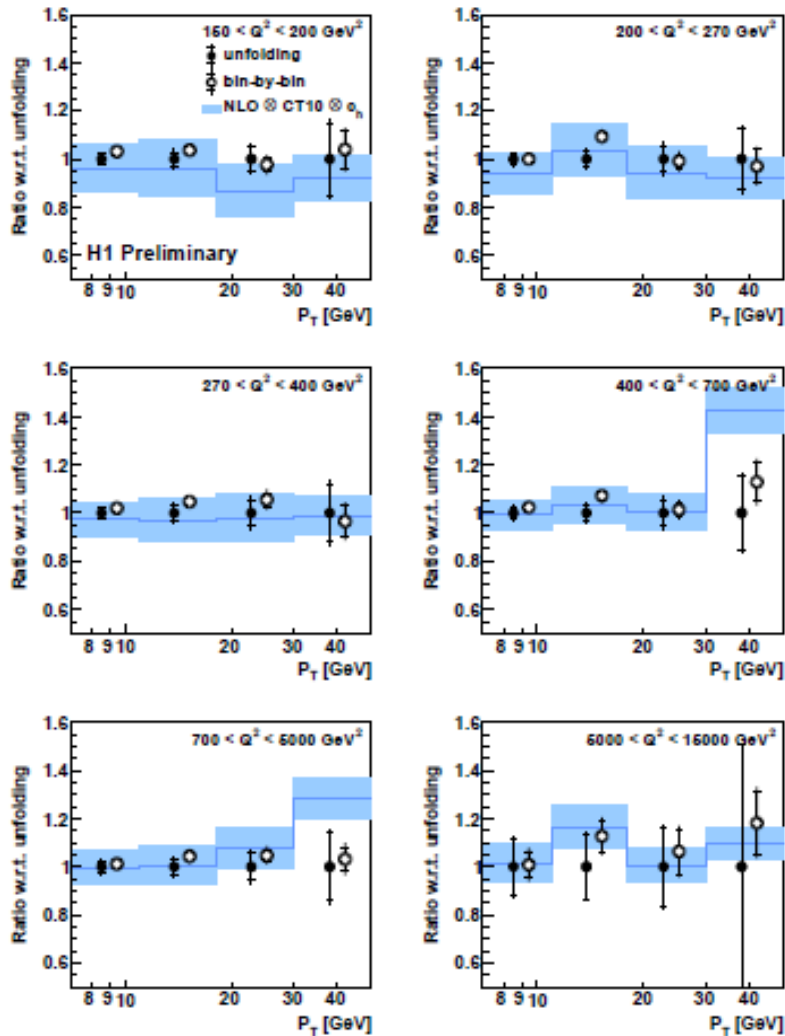 Ratio w.r.t. unfolding
1.6
1.4
1.2
1
0.8
0.6
150 < Q² < 200 GeV²
unfolding
bin-by-bin
NLO ⊗ CT10 ⊗ c_h
H1 Preliminary
8 9 10 20 30 40
P_T [GeV]
Ratio w.r.t. unfolding
1.6
1.4
1.2
1
0.8
0.6
200 < Q² < 270 GeV²
8 9 10 20 30 40
P_T [GeV]
Ratio w.r.t. unfolding
1.6
1.4
1.2
1
0.8
0.6
270 < Q² < 400 GeV²
8 9 10 20 30 40
P_T [GeV]
Ratio w.r.t. unfolding
1.6
1.4
1.2
1
0.8
0.6
400 < Q² < 700 GeV²
8 9 10 20 30 40
P_T [GeV]
Ratio w.r.t. unfolding
1.6
1.4
1.2
1
0.8
0.6
700 < Q² < 5000 GeV²
8 9 10 20 30 40
P_T [GeV]
Ratio w.r.t. unfolding
1.6
1.4
1.2
1
0.8
0.6
5000 < Q² < 15000 GeV²
8 9 10 20 30 40
P_T [GeV]